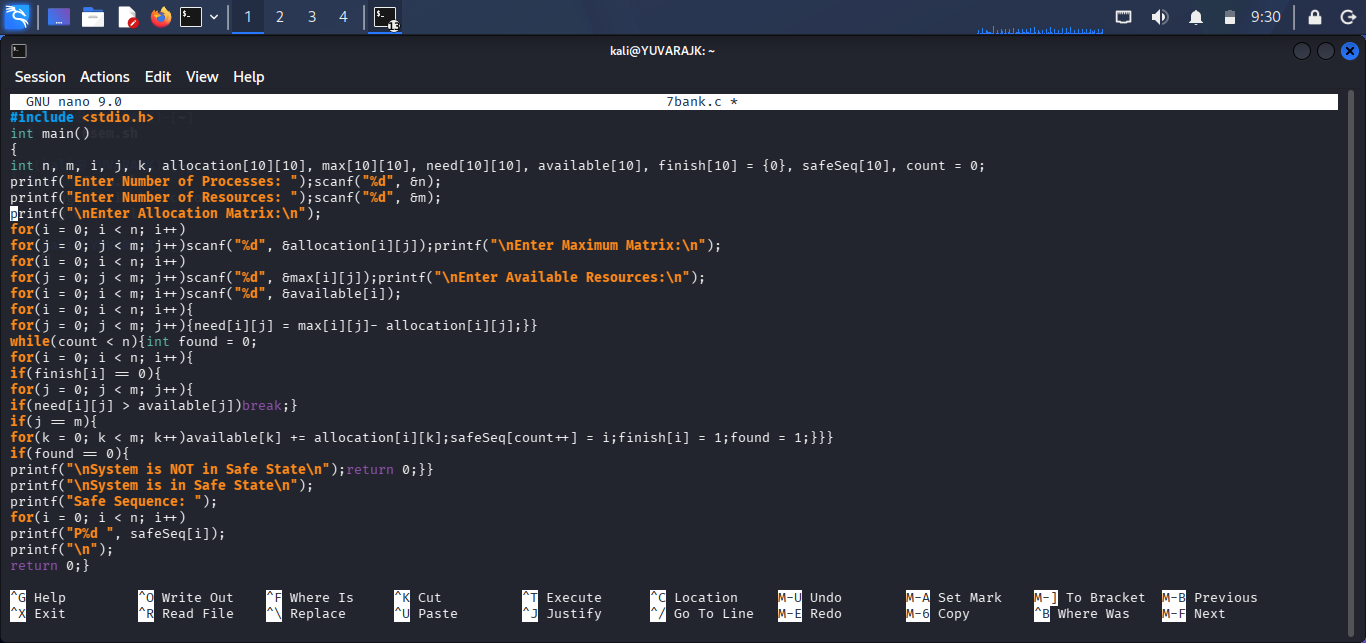 1 2 3 4 13 9:30
kali@YUVARAJK: ~
Session Actions Edit View Help
GNU nano 9.0 7bank.c *
#include <stdio.h>
int main()
{
int n, m, i, j, k, allocation[10][10], max[10][10], need[10][10], available[10], finish[10] = {0}, safeSeq[10], count = 0;
printf("Enter Number of Processes: ");scanf("%d", &n);
printf("Enter Number of Resources: ");scanf("%d", &m);
printf("\nEnter Allocation Matrix:\n");
for(i = 0; i < n; i++)
for(j = 0; j < m; j++)scanf("%d", &allocation[i][j]);printf("\nEnter Maximum Matrix:\n");
for(i = 0; i < n; i++)
for(j = 0; j < m; j++)scanf("%d", &max[i][j]);printf("\nEnter Available Resources:\n");
for(i = 0; i < m; i++)scanf("%d", &available[i]);
for(i = 0; i < n; i++){
for(j = 0; j < m; j++){need[i][j] = max[i][j]- allocation[i][j];}}
while(count < n){int found = 0;
for(i = 0; i < n; i++){
if(finish[i] == 0){
for(j = 0; j < m; j++){
if(need[i][j] > available[j])break;}
if(j == m){
for(k = 0; k < m; k++)available[k] += allocation[i][k];safeSeq[count++] = i;finish[i] = 1;found = 1;}}}
if(found == 0){
printf("\nSystem is NOT in Safe State\n");return 0;}}
printf("\nSystem is in Safe State\n");
printf("Safe Sequence: ");
for(i = 0; i < n; i++)
printf("P%d ", safeSeq[i]);
printf("\n");
return 0;}
^G Help ^O Write Out ^F Where Is ^K Cut ^T Execute ^C Location M-U Undo M-A Set Mark M-] To Bracket M-B Previous
^X Exit ^R Read File ^\ Replace ^U Paste ^J Justify ^/ Go To Line M-E Redo M-6 Copy ^B Where Was M-F Next